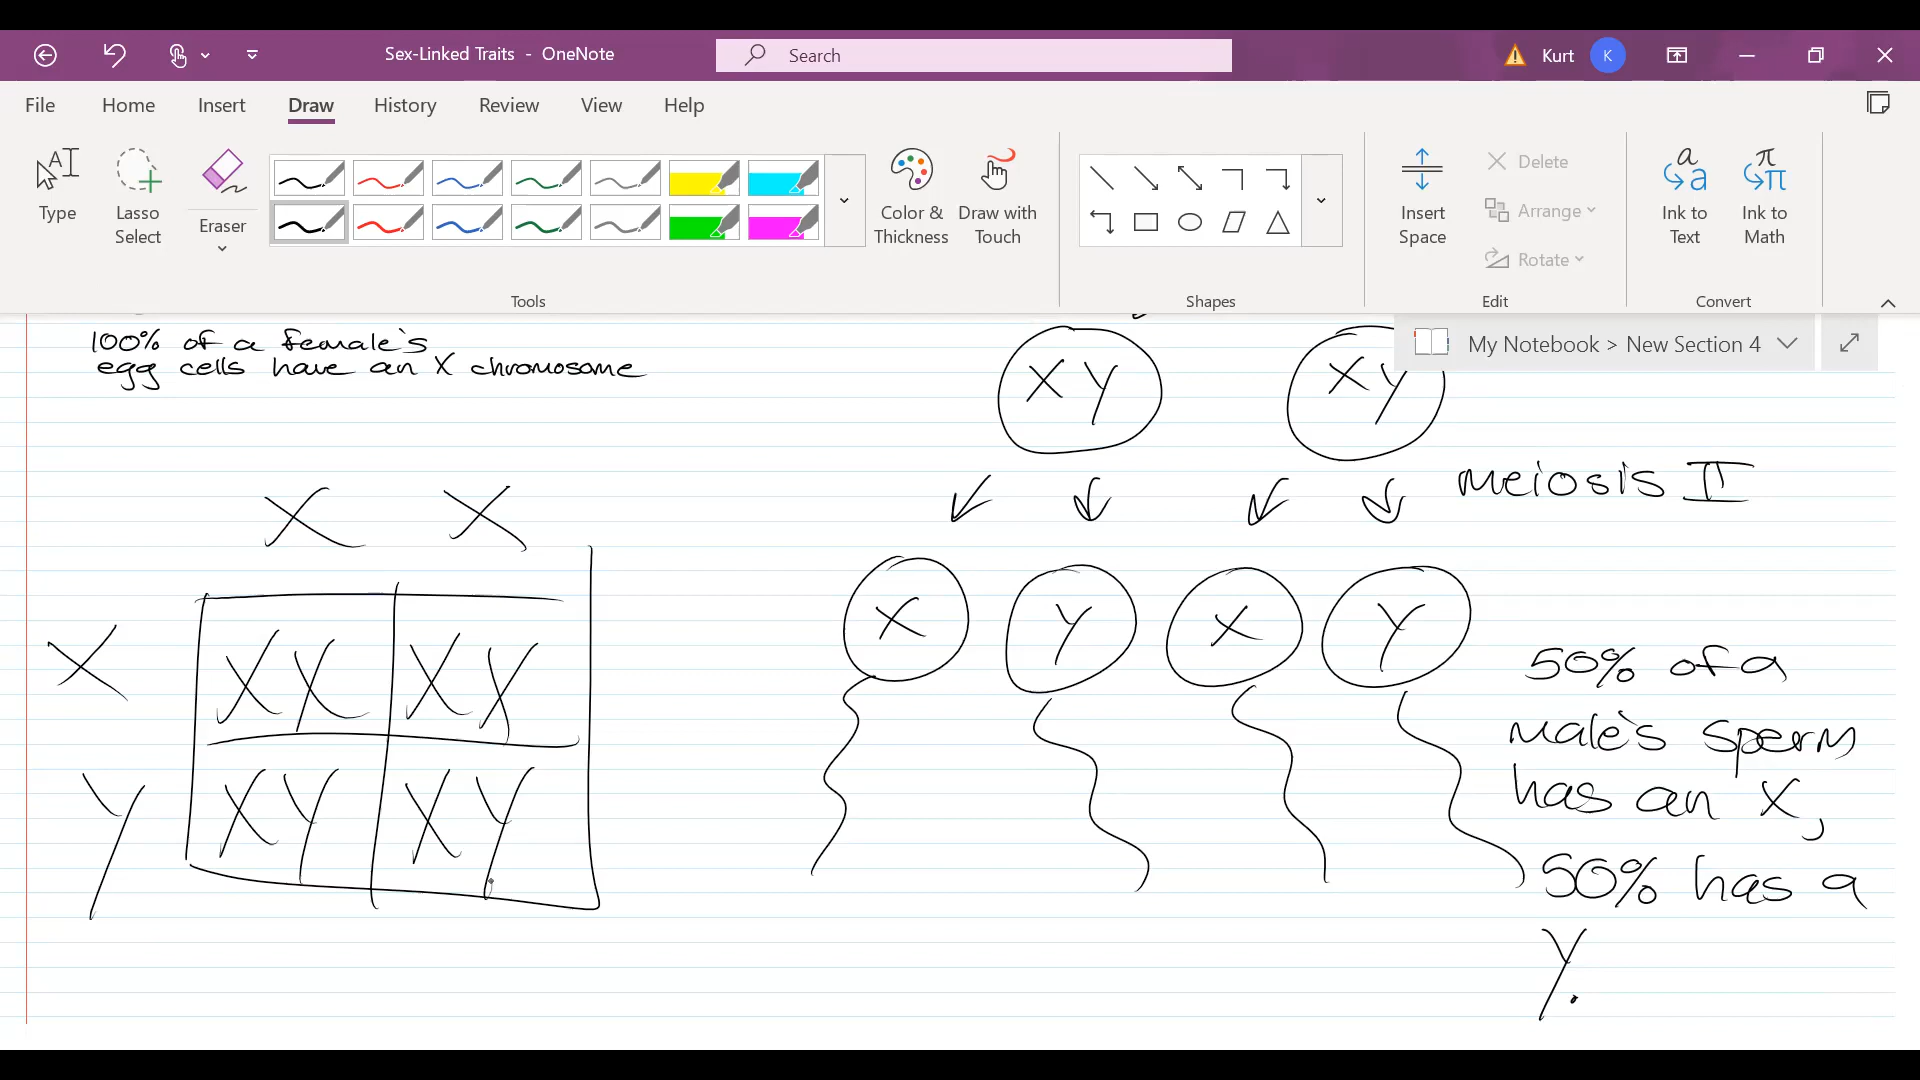 Sex-Linked Traits - OneNote
Search
Kurt
K
File Home Insert Draw History Review View Help
Type
Lasso Select
Eraser
Color & Thickness
Draw with Touch
Insert Space
Delete
Arrange
Rotate
Ink to Text
Ink to Math
Tools
Shapes
Edit
Convert
My Notebook > New Section 4
100% of a female's
egg cells have an X chromosome
XY XY
meiosis II
X X
X Y X Y
X
XX XX
Y
XY XY
50% of a
male's sperm
has an X,
50% has a
Y.